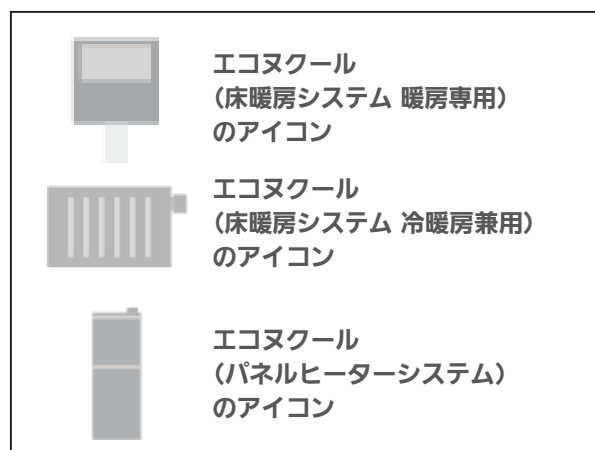 エコヌクール
（床暖房システム 暖房専用）
のアイコン
エコヌクール
（床暖房システム 冷暖房兼用）
のアイコン
エコヌクール
（パネルヒーターシステム）
のアイコン